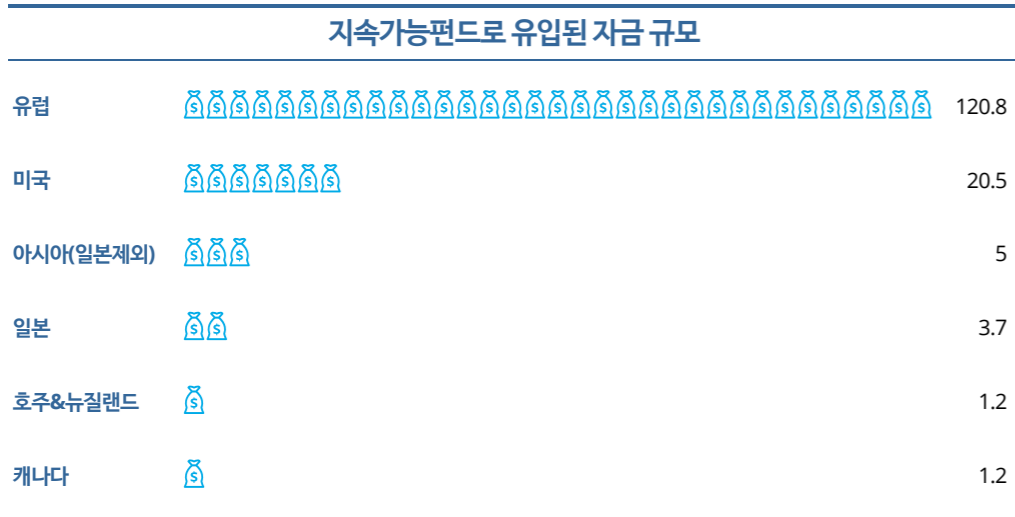 지속가능펀드로 유입된 자금 규모
유럽 120.8
미국 20.5
아시아(일본제외) 5
일본 3.7
호주&뉴질랜드 1.2
캐나다 1.2